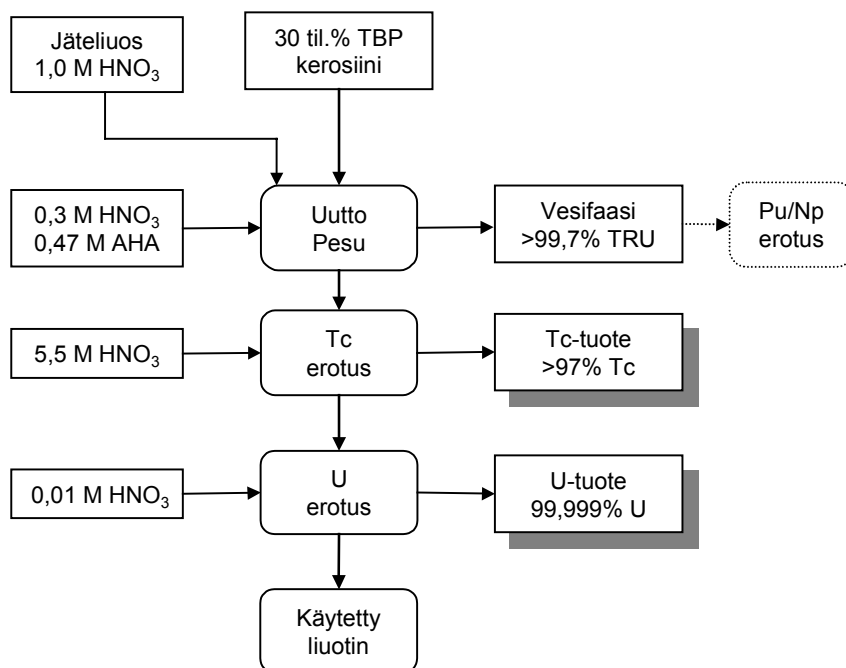 Jäteliuos
1,0 M HNO₃
30 til.% TBP
kerosiini
0,3 M HNO₃
0,47 M AHA
Uutto
Pesu
Vesifaasi
>99,7% TRU
Pu/Np
erotus
5,5 M HNO₃
Tc
erotus
Tc-tuote
>97% Tc
0,01 M HNO₃
U
erotus
U-tuote
99,999% U
Käytetty
liuotin